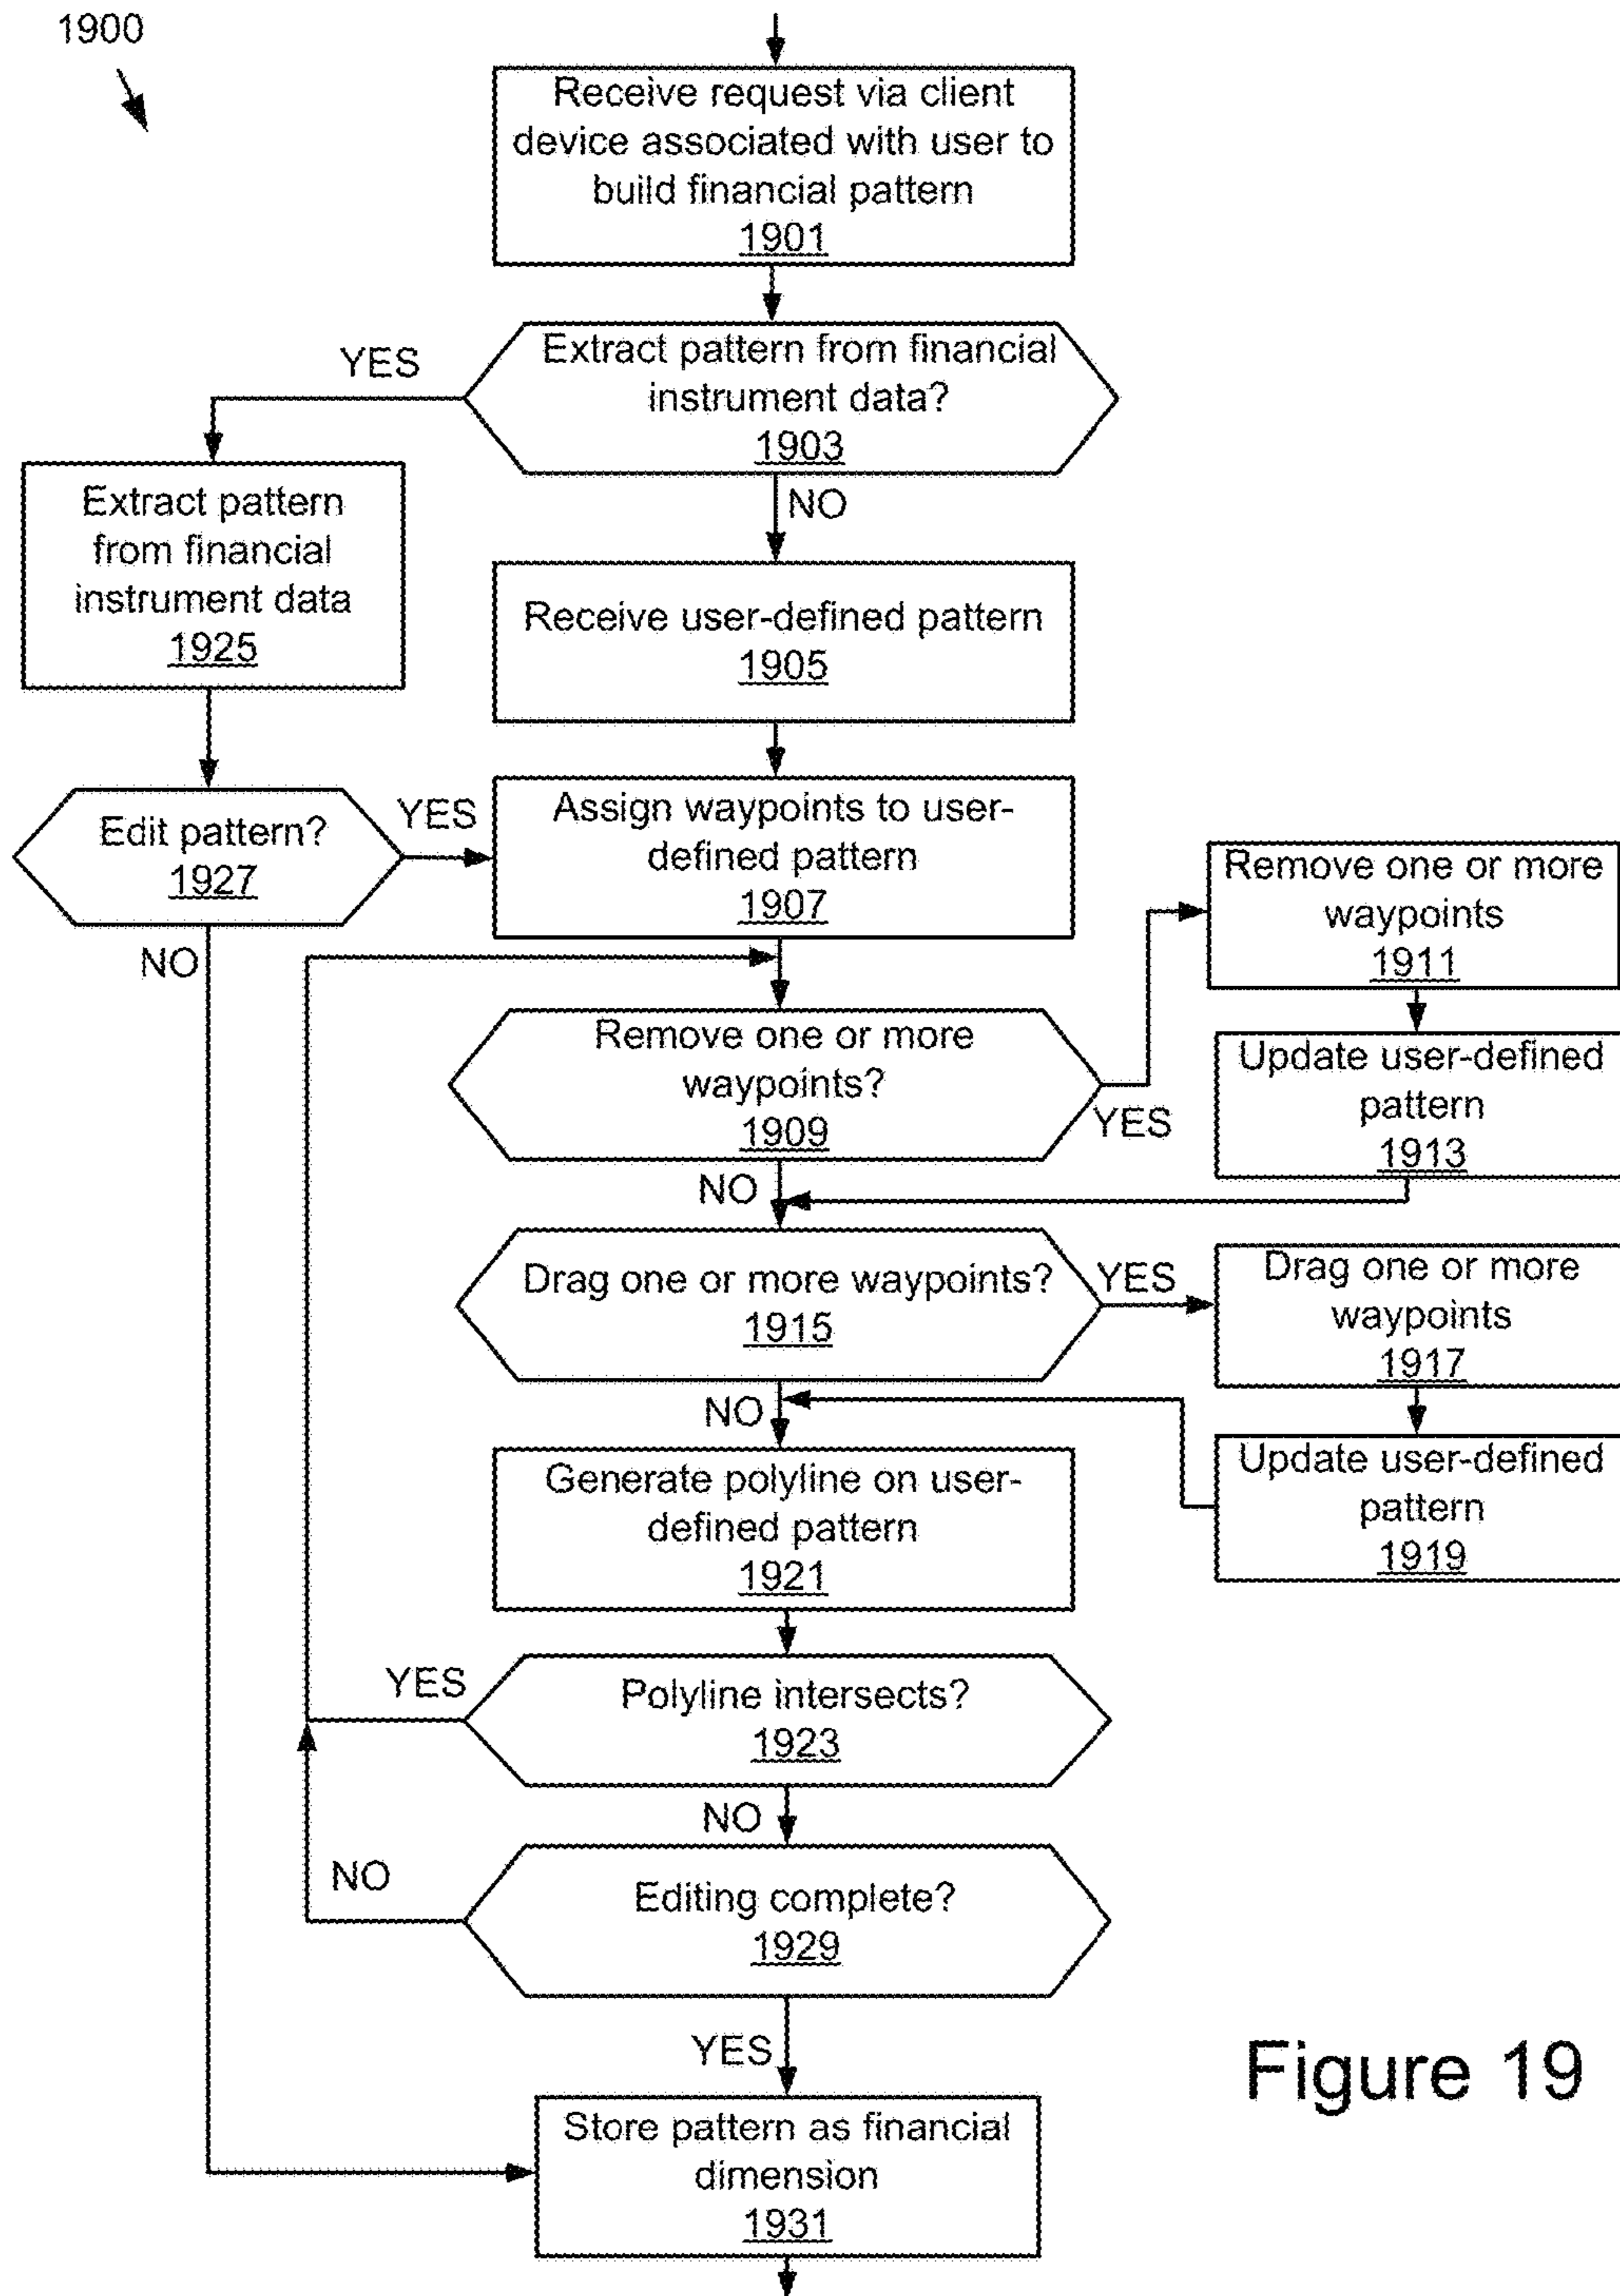 1900
Receive request via client
device associated with user to
build financial pattern
1901
Extract pattern from financial
instrument data?
1903
YES
NO
Extract pattern
from financial
instrument data
1925
Receive user-defined pattern
1905
Edit pattern?
1927
YES
NO
Assign waypoints to user-
defined pattern
1907
Remove one or more
waypoints?
1909
YES
NO
Remove one or more
waypoints
1911
Update user-defined
pattern
1913
Drag one or more waypoints?
1915
YES
NO
Drag one or more
waypoints
1917
Update user-defined
pattern
1919
Generate polyline on user-
defined pattern
1921
Polyline intersects?
1923
YES
NO
Editing complete?
1929
NO
YES
Store pattern as financial
dimension
1931
Figure 19